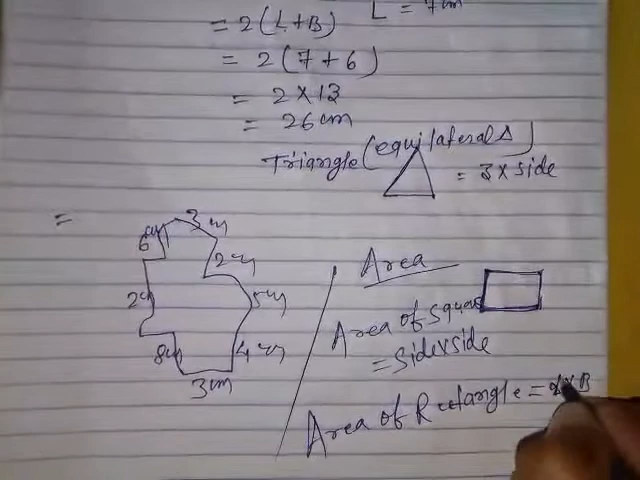 L = 7cm
= 2(L+B)
= 2(7+6)
= 2×13
= 26cm
Triangle (equilateral Δ)
= 3×side
=
6cm 3cm
2cm
2cm 5cm
8cm 4cm
3cm
Area
Area of square
= Side×side
Area of Rectangle = L×B